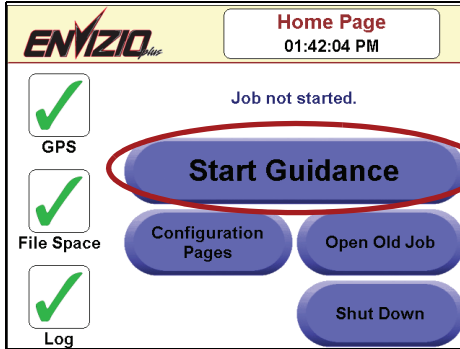 ENVIZIO plus
Home Page
01:42:04 PM
Job not started.
GPS
Start Guidance
File Space
Configuration
Pages
Open Old Job
Log
Shut Down